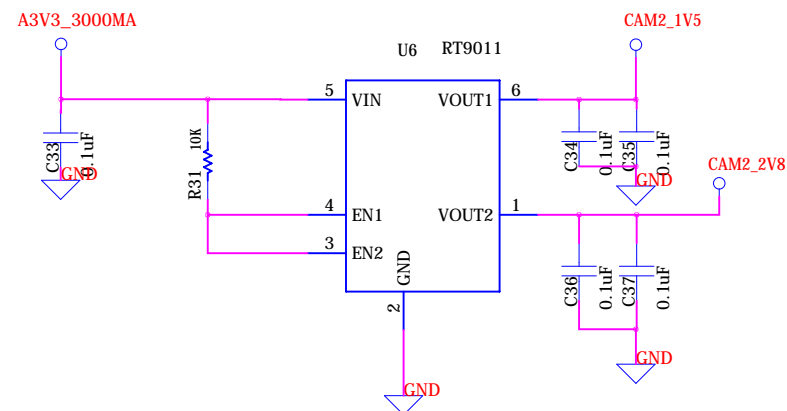 A3V3_3000MA
CAM2_1V5
U6 RT9011
5 VIN
VOUT1 6
C33
0.1uF
GND
R31
10K
C34
0.1uF
C35
0.1uF
GND
CAM2_2V8
4 EN1
VOUT2 1
3 EN2
GND
2
C36
0.1uF
C37
0.1uF
GND
GND